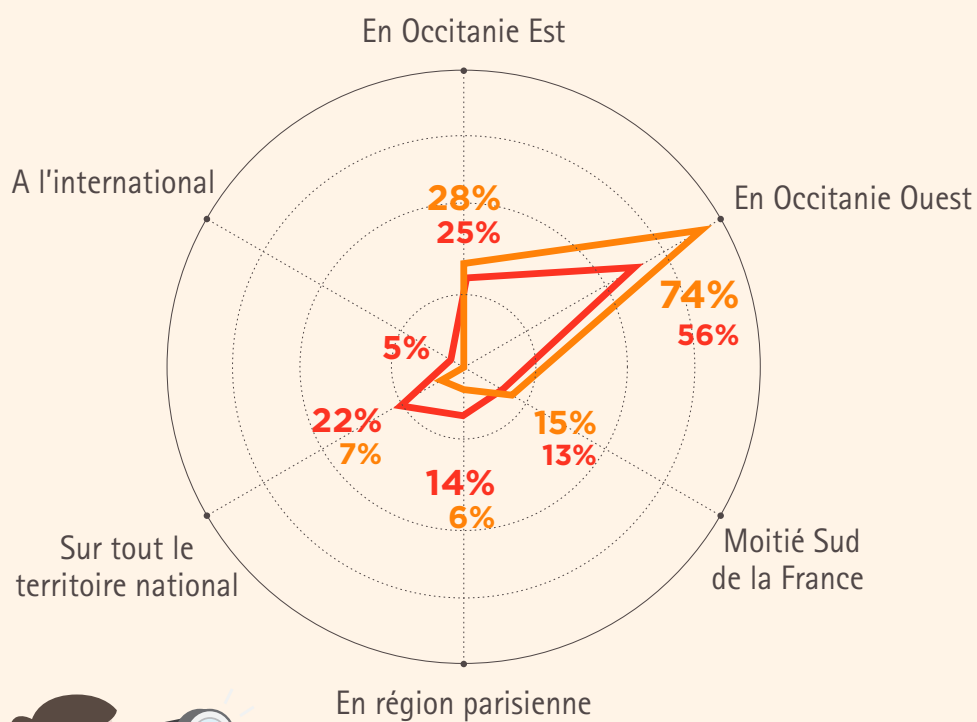 En Occitanie Est
A l'international
En Occitanie Ouest
28%
25%
74%
56%
5%
22%
7%
15%
13%
14%
6%
Sur tout le
territoire national
Moitié Sud
de la France
En région parisienne